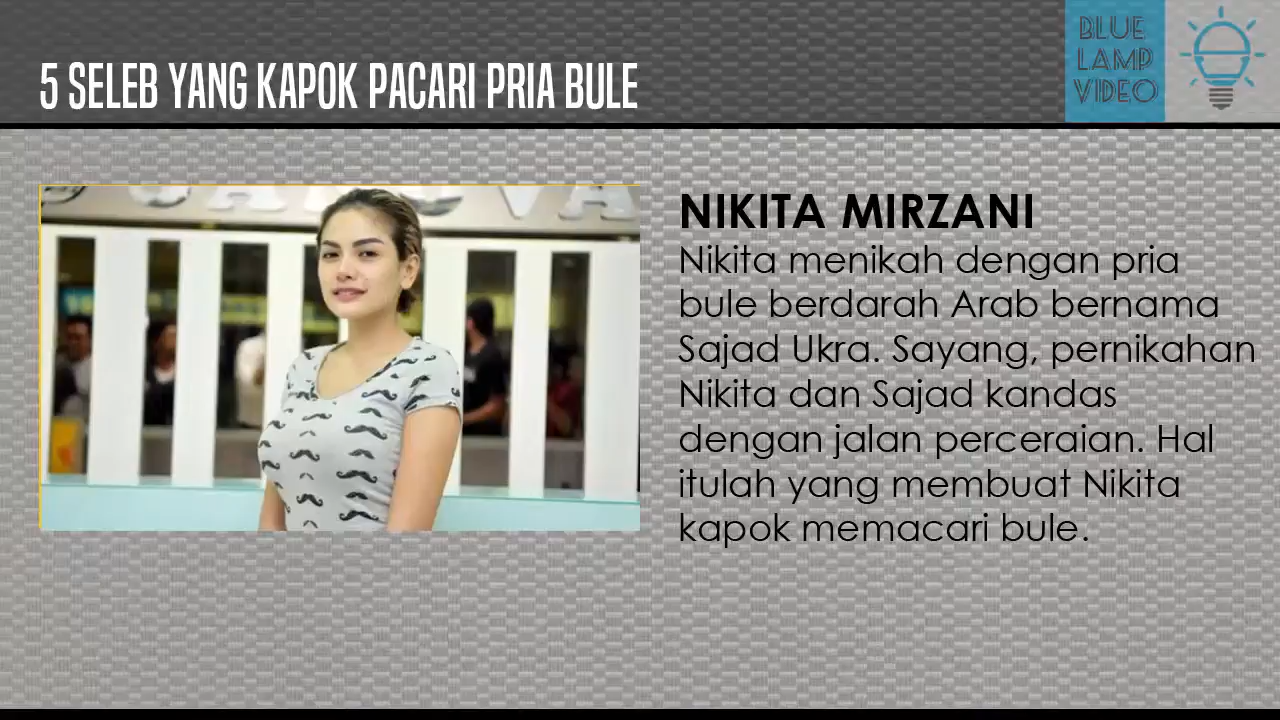 5 SELEB YANG KAPOK PACARI PRIA BULE
BLUE
LAMP
VIDEO
NIKITA MIRZANI
Nikita menikah dengan pria
bule berdarah Arab bernama
Sajad Ukra. Sayang, pernikahan
Nikita dan Sajad kandas
dengan jalan perceraian. Hal
itulah yang membuat Nikita
kapok memacari bule.